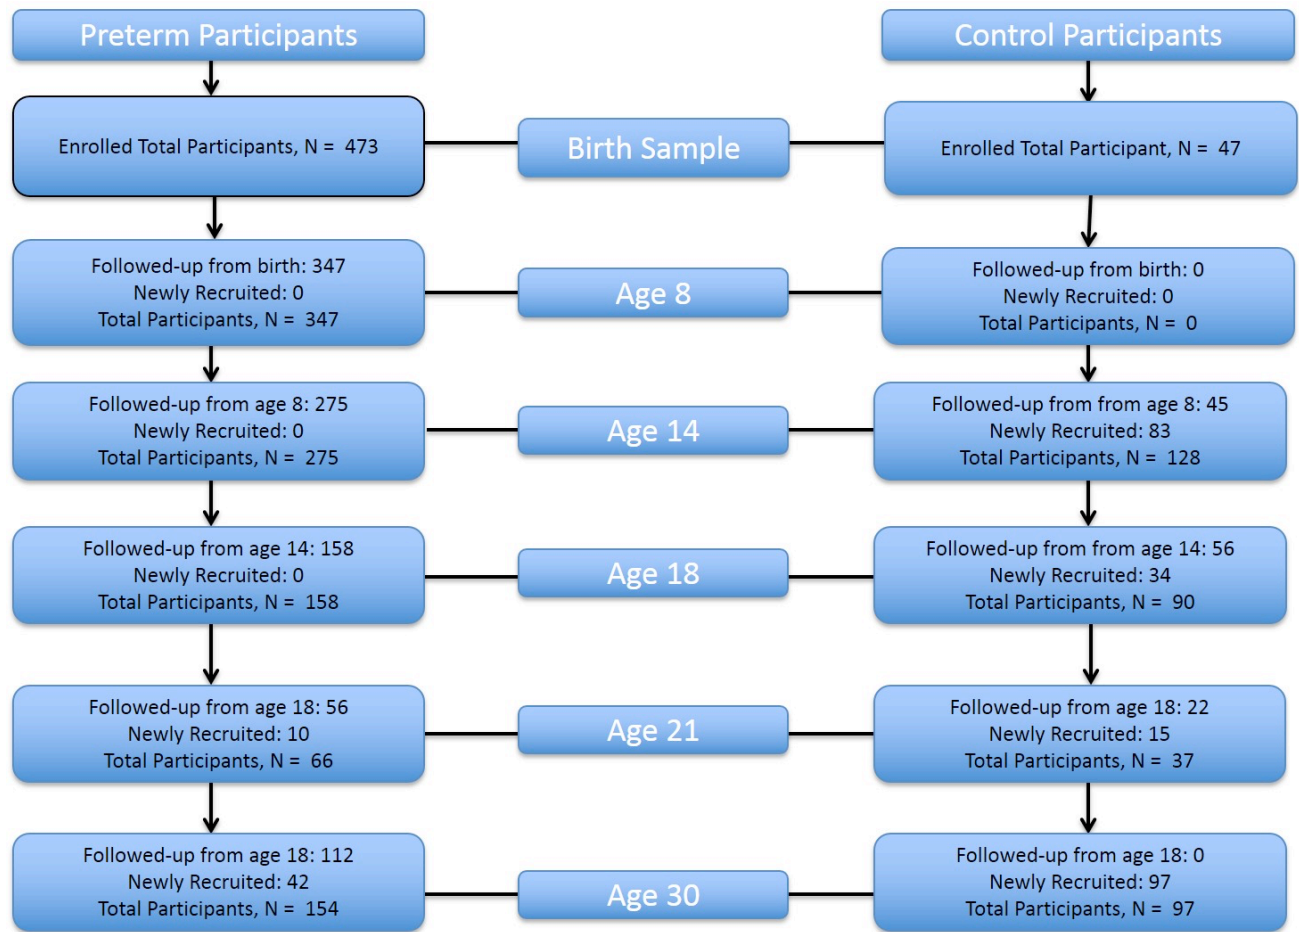 Preterm Participants
Control Participants
Enrolled Total Participants, N = 473
Birth Sample
Enrolled Total Participant, N = 47
Followed-up from birth: 347
Newly Recruited: 0
Total Participants, N = 347
Age 8
Followed-up from birth: 0
Newly Recruited: 0
Total Participants, N = 0
Followed-up from age 8: 275
Newly Recruited: 0
Total Participants, N = 275
Age 14
Followed-up from from age 8: 45
Newly Recruited: 83
Total Participants, N = 128
Followed-up from age 14: 158
Newly Recruited: 0
Total Participants, N = 158
Age 18
Followed-up from from age 14: 56
Newly Recruited: 34
Total Participants, N = 90
Followed-up from age 18: 56
Newly Recruited: 10
Total Participants, N = 66
Age 21
Followed-up from age 18: 22
Newly Recruited: 15
Total Participants, N = 37
Followed-up from age 18: 112
Newly Recruited: 42
Total Participants, N = 154
Age 30
Followed-up from age 18: 0
Newly Recruited: 97
Total Participants, N = 97